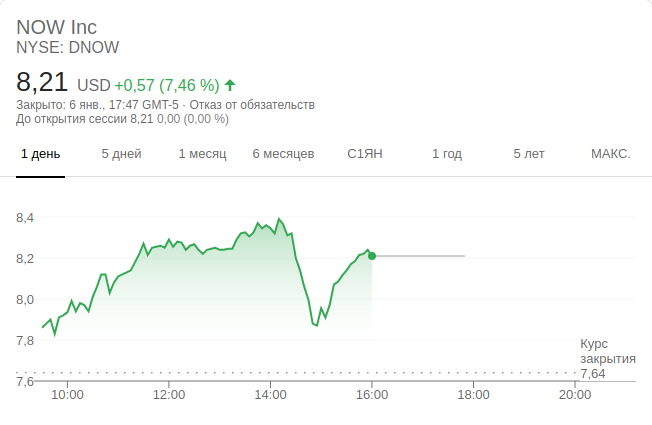 NOW Inc
NYSE: DNOW
8,21 USD +0,57 (7,46 %)
Закрыто: 6 янв., 17:47 GMT-5 · Отказ от обязательств
До открытия сессии 8,21 0,00 (0,00 %)
1 день 5 дней 1 месяц 6 месяцев С1ЯН 1 год 5 лет МАКС.
8,4
8,2
8,0
7,8
Курс
закрытия
7,64
7,6
10:00 12:00 14:00 16:00 18:00 20:00